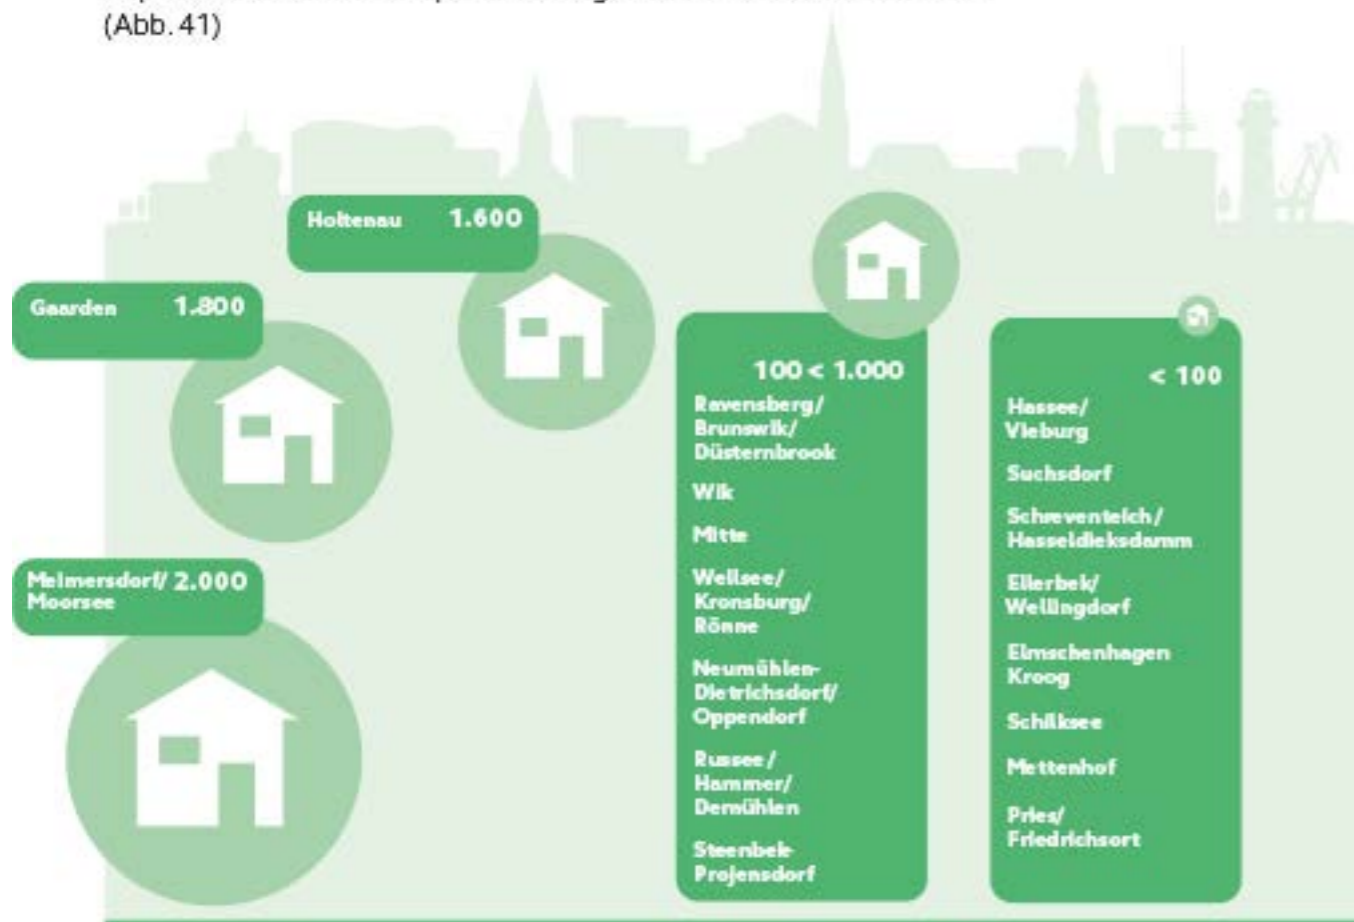 (Abb. 41)
Holtenau 1.600
Gaarden 1.800
Meimersdorf/ 2.000
Moorsee
100 < 1.000
Ravensberg/
Brunswik/
Düsternbrook
Wik
Mitte
Wellsee/
Kronsburg/
Rönne
Neumühlen-
Dietrichsdorf/
Oppendorf
Russee/
Hammer/
Demühlen
Steenbek-
Projensdorf
< 100
Hassee/
Vieburg
Suchsdorf
Schreventeich/
Hasseldieksdamm
Ellerbek/
Wellingdorf
Elmschenhagen
Kroog
Schilksee
Mettenhof
Pries/
Friedrichsort